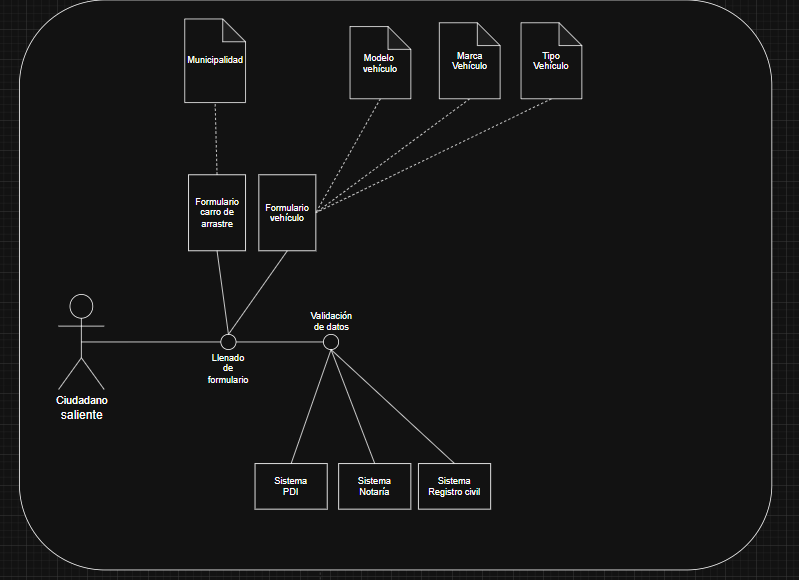 Municipalidad
Modelo
vehículo
Marca
Vehículo
Tipo
Vehículo
Formulario
carro de
arrastre
Formulario
vehículo
Validación
de datos
Llenado
de
formulario
Ciudadano
saliente
Sistema
PDI
Sistema
Notaría
Sistema
Registro civil